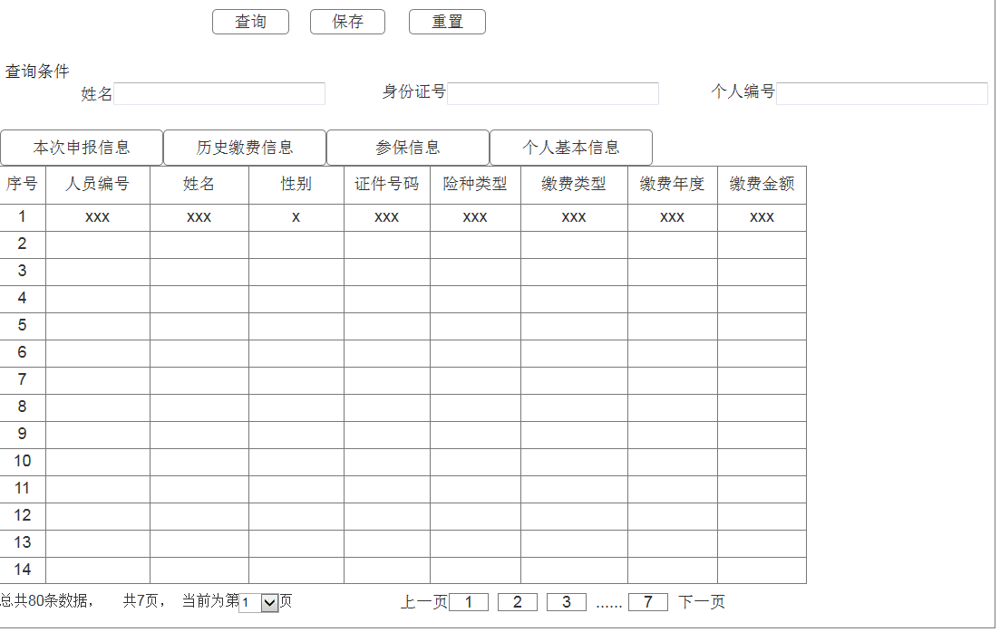 查询 保存 重置
查询条件
姓名 身份证号 个人编号
本次申报信息 历史缴费信息 参保信息 个人基本信息
序号 人员编号 姓名 性别 证件号码 险种类型 缴费类型 缴费年度 缴费金额
1 xxx xxx x xxx xxx xxx xxx xxx
2
3
4
5
6
7
8
9
10
11
12
13
14
总共80条数据， 共7页， 当前为第1页 上一页 1 2 3 ...... 7 下一页